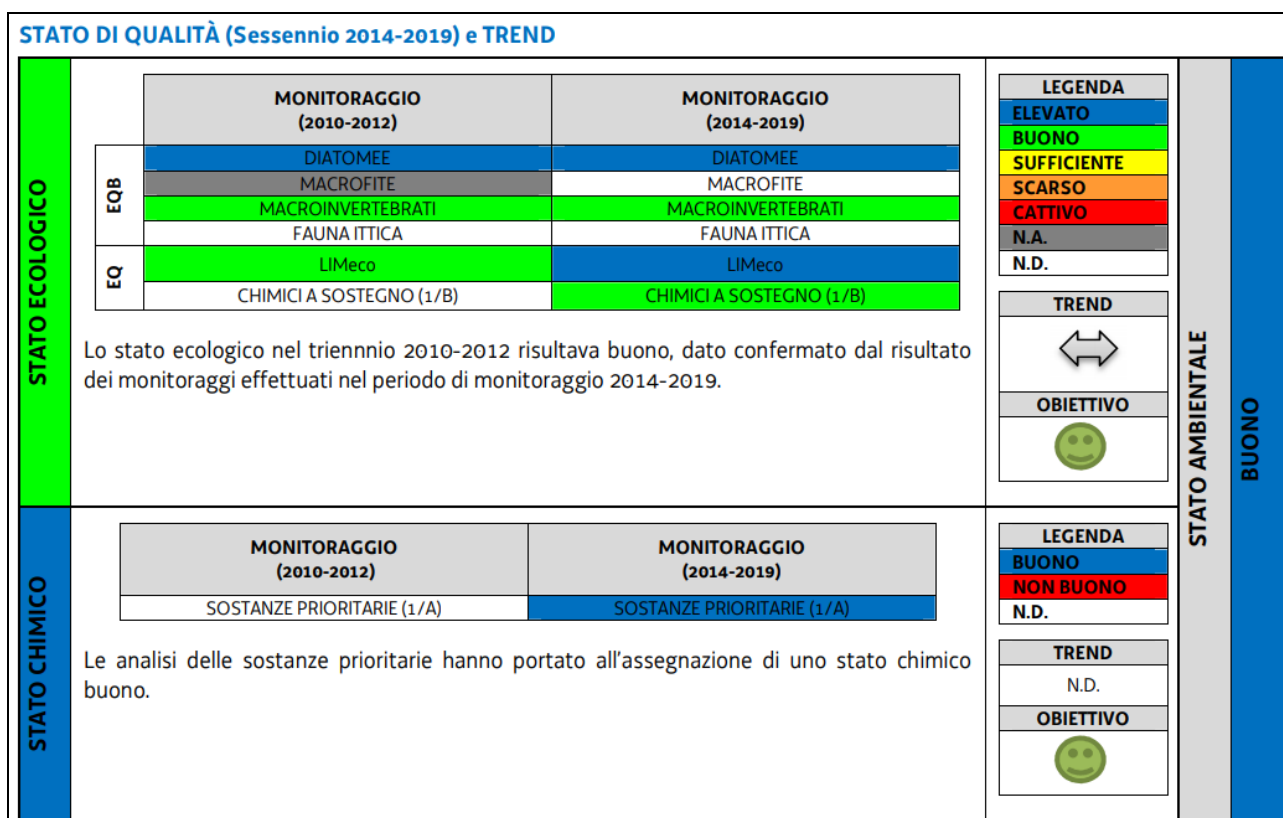 STATO DI QUALITÀ (Sessennio 2014-2019) e TREND
STATO ECOLOGICO
MONITORAGGIO
(2010-2012)
MONITORAGGIO
(2014-2019)
EQB
DIATOMEE
DIATOMEE
MACROFITE
MACROFITE
MACROINVERTEBRATI
MACROINVERTEBRATI
FAUNA ITTICA
FAUNA ITTICA
EQ
LIMeco
LIMeco
CHIMICI A SOSTEGNO (1/B)
CHIMICI A SOSTEGNO (1/B)
Lo stato ecologico nel triennnio 2010-2012 risultava buono, dato confermato dal risultato
dei monitoraggi effettuati nel periodo di monitoraggio 2014-2019.
LEGENDA
ELEVATO
BUONO
SUFFICIENTE
SCARSO
CATTIVO
N.A.
N.D.
TREND
OBIETTIVO
STATO CHIMICO
MONITORAGGIO
(2010-2012)
MONITORAGGIO
(2014-2019)
SOSTANZE PRIORITARIE (1/A)
SOSTANZE PRIORITARIE (1/A)
Le analisi delle sostanze prioritarie hanno portato all'assegnazione di uno stato chimico
buono.
LEGENDA
BUONO
NON BUONO
N.D.
TREND
N.D.
OBIETTIVO
STATO AMBIENTALE
BUONO